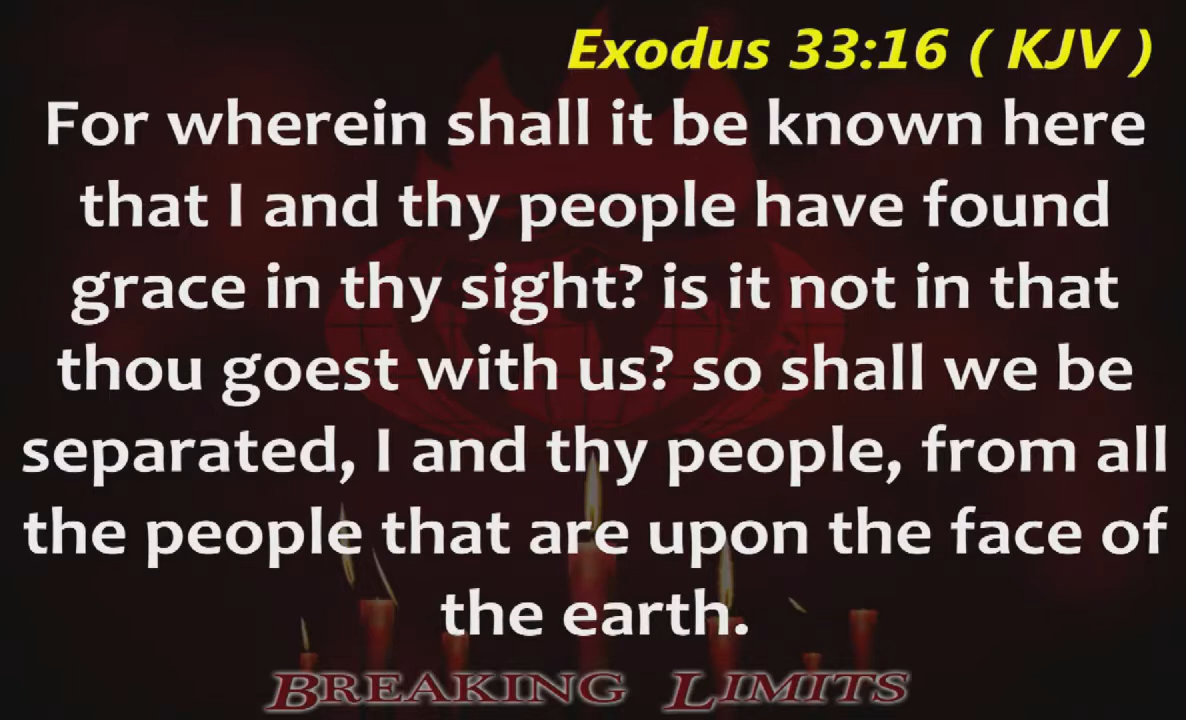 Exodus 33:16 ( KJV )
For wherein shall it be known here
that I and thy people have found
grace in thy sight? is it not in that
thou goest with us? so shall we be
separated, I and thy people, from all
the people that are upon the face of
the earth.
BREAKING LIMITS